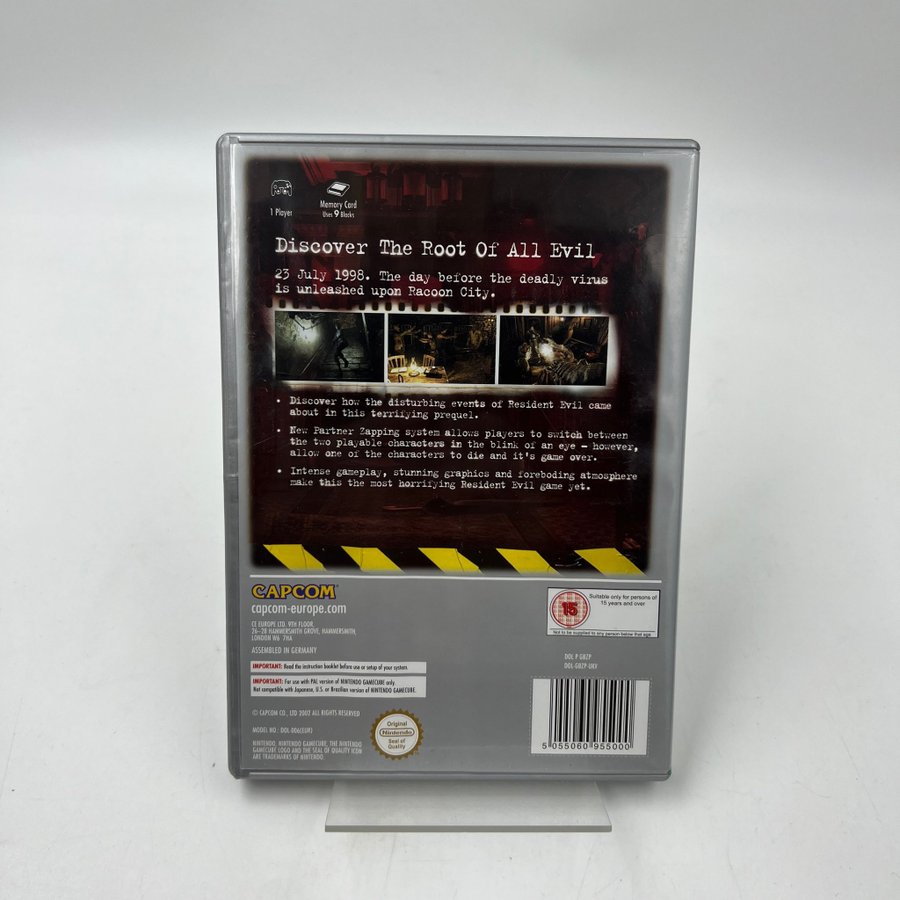 1 Player
Memory Card
Uses 9 Blocks
Discover The Root Of All Evil
23 July 1998. The day before the deadly virus
is unleashed upon Racoon City.
• Discover how the disturbing events of Resident Evil came
about in this terrifying prequel.
• New Partner Zapping system allows players to switch between
the two playable characters in the blink of an eye – however,
allow one of the characters to die and it's game over.
• Intense gameplay, stunning graphics and foreboding atmosphere
make this the most horrifying Resident Evil game yet.
CAPCOM
capcom-europe.com
CE EUROPE LTD. 9TH FLOOR.
26-28 HAMMERSMITH GROVE, HAMMERSMITH,
LONDON W6 7HA
ASSEMBLED IN GERMANY
IMPORTANT: Read the instruction booklet before use or setup of your system.
IMPORTANT: For use with PAL version of NINTENDO GAMECUBE only.
Not compatible with Japanese, U.S. or Brazilian version of NINTENDO GAMECUBE.
© CAPCOM CO., LTD 2002 ALL RIGHTS RESERVED
MODEL NO.: DOL-006(EUR)
NINTENDO, NINTENDO GAMECUBE, THE NINTENDO
GAMECUBE LOGO AND THE SEAL OF QUALITY ICON
ARE TRADEMARKS OF NINTENDO.
Original
Nintendo
Seal of
Quality
15
Suitable only for persons of
15 years and over
Not to be supplied to any person below that age
DOL P GBZP
DOL-GBZP-UKV
5 055060 955000